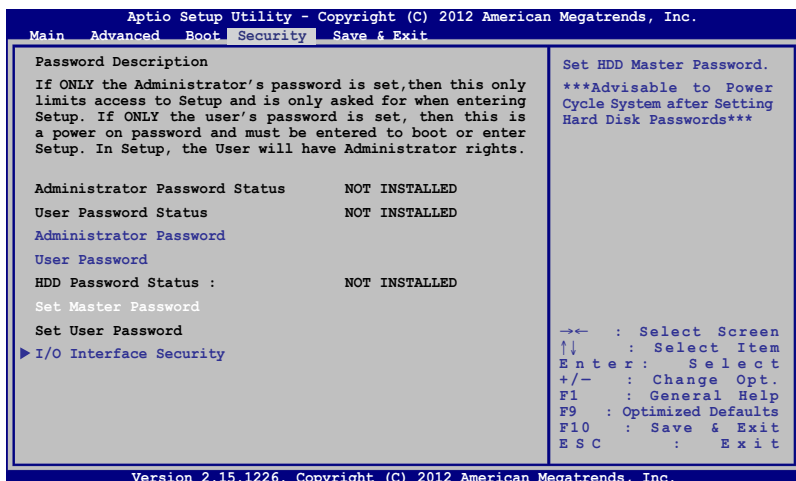 Aptio Setup Utility - Copyright (C) 2012 American Megatrends, Inc.
Main Advanced Boot Security Save & Exit
Password Description
If ONLY the Administrator's password is set,then this only
limits access to Setup and is only asked for when entering
Setup. If ONLY the user's password is set, then this is
a power on password and must be entered to boot or enter
Setup. In Setup, the User will have Administrator rights.
Administrator Password Status NOT INSTALLED
User Password Status NOT INSTALLED
Administrator Password
User Password
HDD Password Status : NOT INSTALLED
Set Master Password
Set User Password
I/O Interface Security
Set HDD Master Password.
***Advisable to Power
Cycle System after Setting
Hard Disk Passwords***
→← : Select Screen
↑↓ : Select Item
Enter: Select
+/− : Change Opt.
F1 : General Help
F9 : Optimized Defaults
F10 : Save & Exit
ESC : Exit
Version 2.15.1226. Copyright (C) 2012 American Megatrends, Inc.